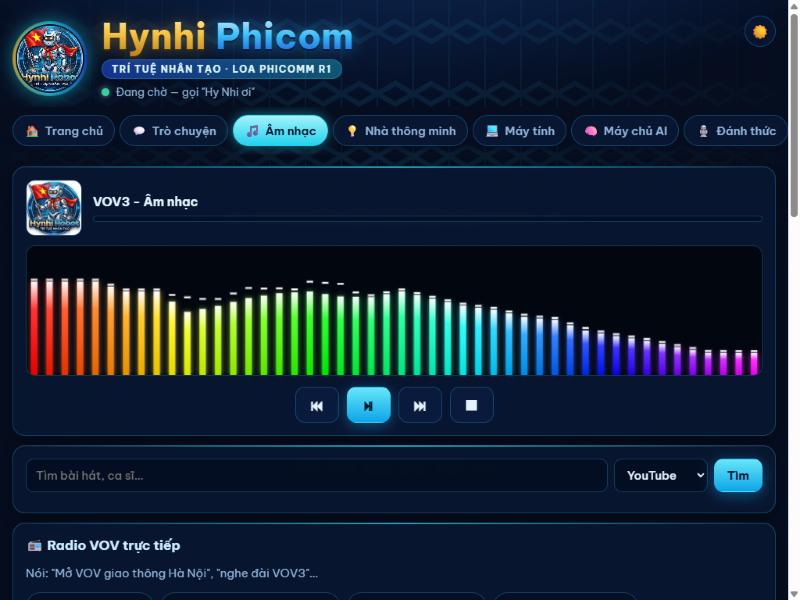 Hynhi Phicom
TRÍ TUỆ NHÂN TẠO · LOA PHICOMM R1
Đang chờ — gọi "Hy Nhi ơi"
Trang chủ
Trò chuyện
Âm nhạc
Nhà thông minh
Máy tính
Máy chủ AI
Đánh thức
VOV3 - Âm nhạc
Tìm bài hát, ca sĩ...
YouTube
Tìm
Radio VOV trực tiếp
Nói: "Mở VOV giao thông Hà Nội", "nghe đài VOV3"...